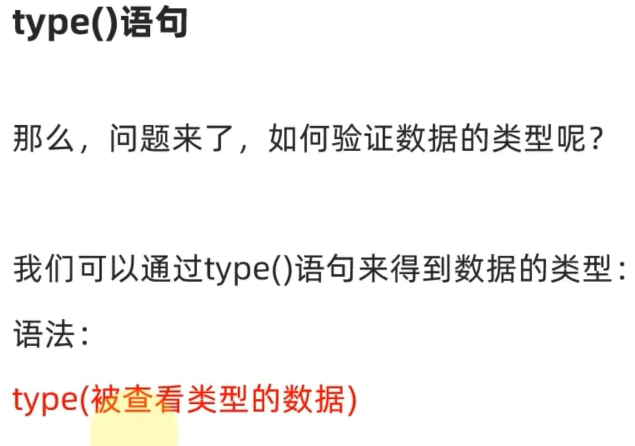 type()语句
那么，问题来了，如何验证数据的类型呢？
我们可以通过type()语句来得到数据的类型：
语法：
type(被查看类型的数据)